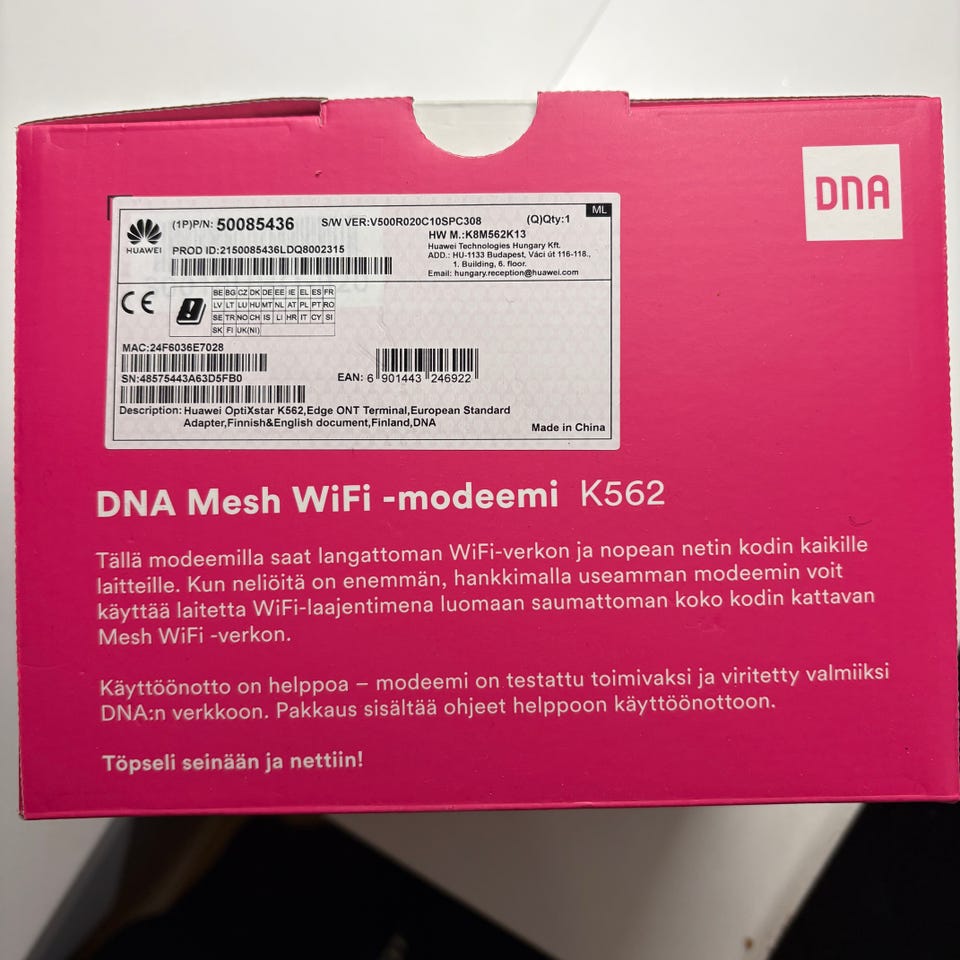 DNA
ML
HUAWEI
(1P)P/N: 50085436 S/W VER:V500R020C10SPC308 (Q)Qty:1
HW M.:K8M562K13
PROD ID:2150085436LDQ8002315
Huawei Technologies Hungary Kft.
ADD.: HU-1133 Budapest, Váci út 116-118.,
1. Building, 6. floor.
Email: hungary.reception@huawei.com
CE
BE BG CZ DK DE EE IE EL ES FR
LV LT LU HU MT NL AT PL PT RO
SE TR NO CH IS LI HR IT CY SI
SK FI UK(NI)
MAC:24F6036E7028
SN:48575443A63D5FB0
EAN: 6 901443 246922
Description: Huawei OptiXstar K562,Edge ONT Terminal,European Standard
Adapter,Finnish&English document,Finland,DNA
Made in China
DNA Mesh WiFi -modeemi K562
Tällä modeemilla saat langattoman WiFi-verkon ja nopean netin kodin kaikille
laitteille. Kun neliöitä on enemmän, hankkimalla useamman modeemin voit
käyttää laitetta WiFi-laajentimena luomaan saumattoman koko kodin kattavan
Mesh WiFi -verkon.
Käyttöönotto on helppoa – modeemi on testattu toimivaksi ja viritetty valmiiksi
DNA:n verkkoon. Pakkaus sisältää ohjeet helppoon käyttöönottoon.
Töpseli seinään ja nettiin!